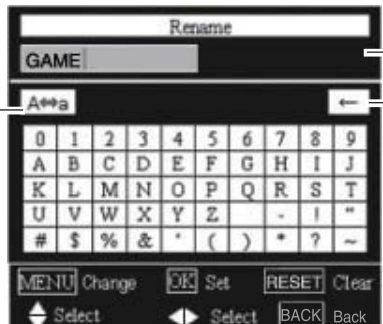 Rename
GAME
A⇔a ←
0 1 2 3 4 5 6 7 8 9
A B C D E F G H I J
K L M N O P Q R S T
U V W X Y Z - ! "
# $ % & ' ( ) * ? ~
MENU Change OK Set RESET Clear
Select Select BACK Back